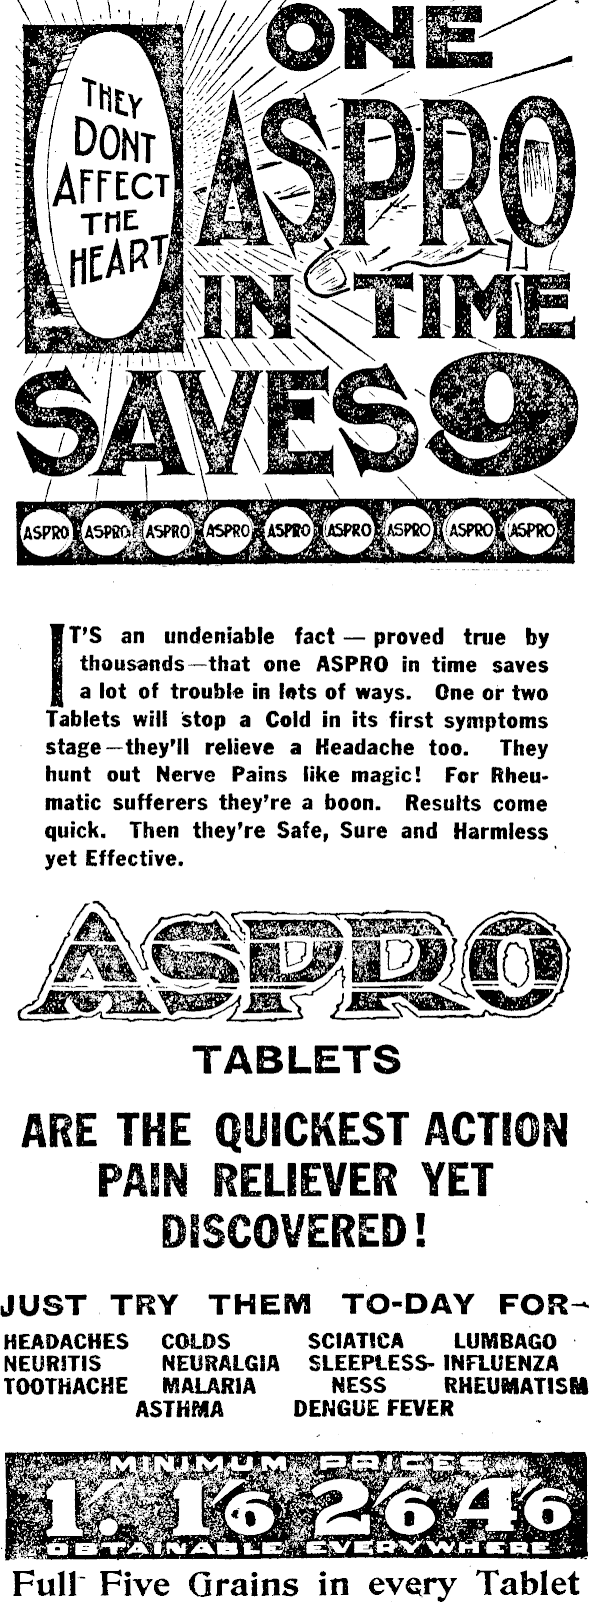 ONE
ASPRO
IN TIME
SAVES 9
THEY
DONT
AFFECT
THE
HEART
ASPRO ASPRO ASPRO ASPRO ASPRO ASPRO ASPRO ASPRO ASPRO
IT'S an undeniable fact — proved true by
thousands—that one ASPRO in time saves
a lot of trouble in lots of ways. One or two
Tablets will stop a Cold in its first symptoms
stage—they'll relieve a Headache too. They
hunt out Nerve Pains like magic! For Rheu-
matic sufferers they're a boon. Results come
quick. Then they're Safe, Sure and Harmless
yet Effective.
ASPRO
TABLETS
ARE THE QUICKEST ACTION
PAIN RELIEVER YET
DISCOVERED!
JUST TRY THEM TO-DAY FOR—
HEADACHES COLDS SCIATICA LUMBAGO
NEURITIS NEURALGIA SLEEPLESS- INFLUENZA
TOOTHACHE MALARIA NESS RHEUMATISM
ASTHMA DENGUE FEVER
MINIMUM PRICES
1/. 1/6 2/6 4/6
OBTAINABLE EVERYWHERE
Full Five Grains in every Tablet